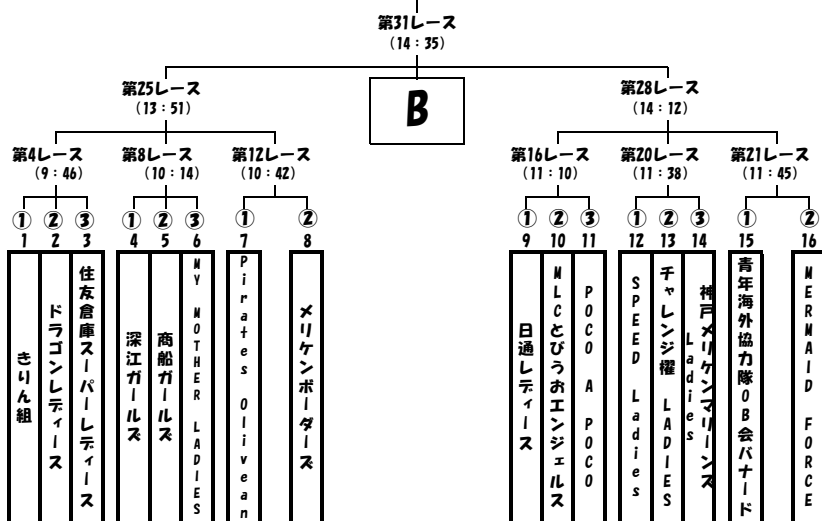 第31レース
(14:35)
第25レース
(13:51)
B
第28レース
(14:12)
第4レース
(9:46)
第8レース
(10:14)
第12レース
(10:42)
第16レース
(11:10)
第20レース
(11:38)
第21レース
(11:45)
① ② ③ ① ② ③ ① ② ① ② ③ ① ② ③ ① ②
1 2 3 4 5 6 7 8 9 10 11 12 13 14 15 16
きりん組
ドラゴンレディース
住友倉庫スーパーレディース
深江ガールズ
商船ガールズ
MY MOTHER LADIES
Pirates Olivean
メリケンボーダーズ
日通レディース
MLCとびうおエンジェルス
POCO A POCO
SPEED Ladies
チャレンジ櫂 LADIES
神戸メリケンマリーンズ
Ladies
青年海外協力隊OB会バナード
MERMAID FORCE